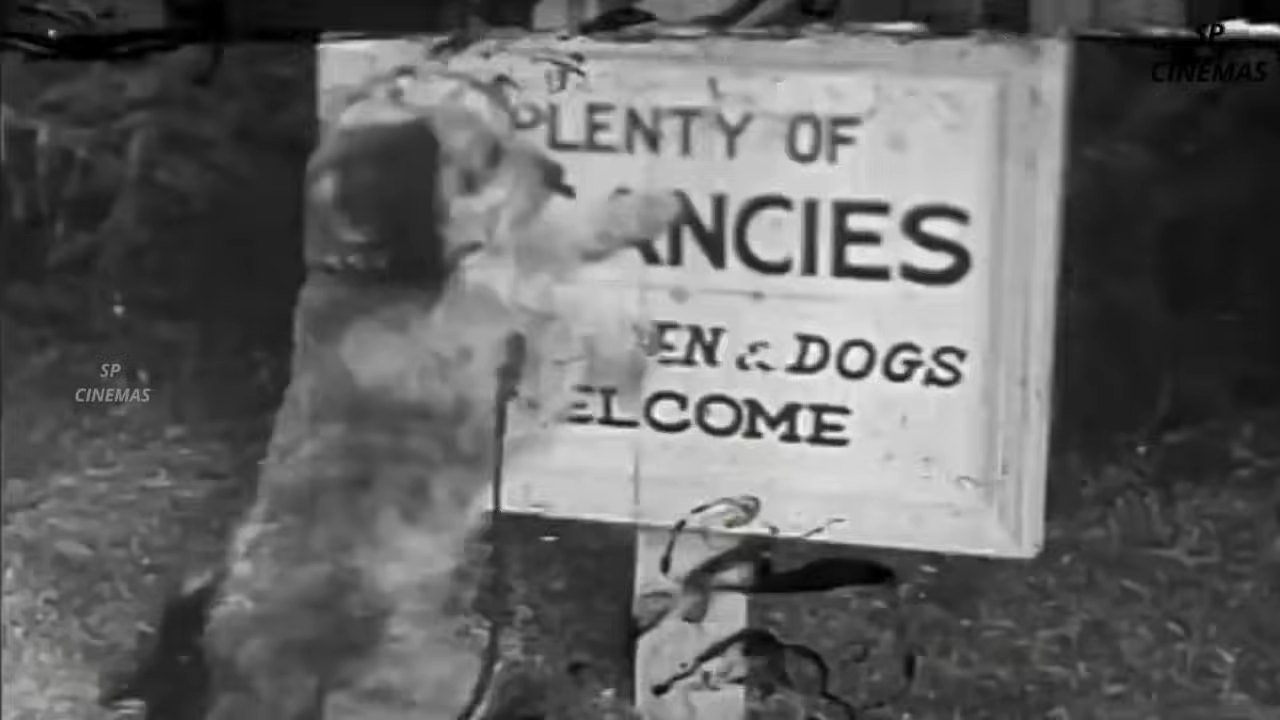 SP
CINEMAS
PLENTY OF
ANCIES
EN & DOGS
ELCOME
SP
CINEMAS